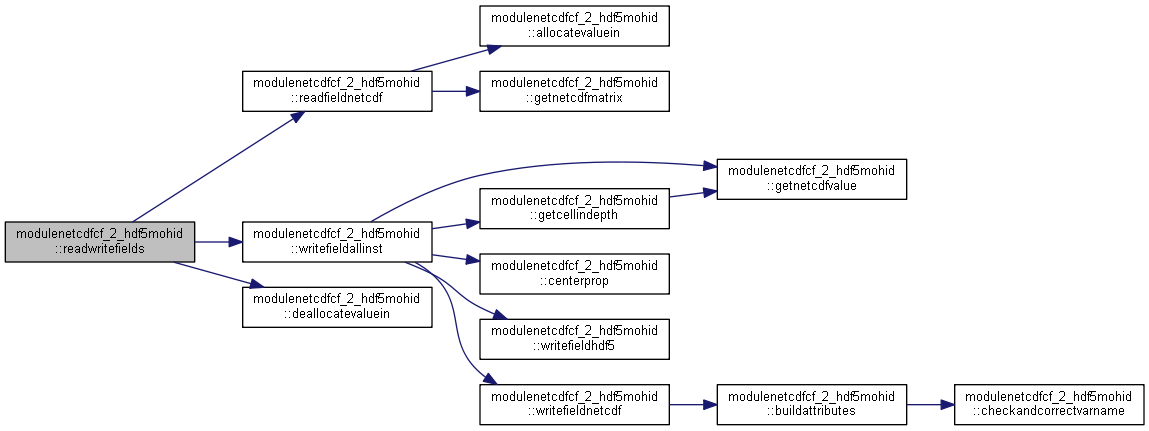 modulenetcdfcf_2_hdf5mohid
::readwritefields
modulenetcdfcf_2_hdf5mohid
::readfieldnetcdf
modulenetcdfcf_2_hdf5mohid
::writefieldallinst
modulenetcdfcf_2_hdf5mohid
::deallocatevaluein
modulenetcdfcf_2_hdf5mohid
::allocatevaluein
modulenetcdfcf_2_hdf5mohid
::getnetcdfmatrix
modulenetcdfcf_2_hdf5mohid
::getcellindepth
modulenetcdfcf_2_hdf5mohid
::centerprop
modulenetcdfcf_2_hdf5mohid
::writefieldhdf5
modulenetcdfcf_2_hdf5mohid
::writefieldnetcdf
modulenetcdfcf_2_hdf5mohid
::getnetcdfvalue
modulenetcdfcf_2_hdf5mohid
::buildattributes
modulenetcdfcf_2_hdf5mohid
::checkandcorrectvarname